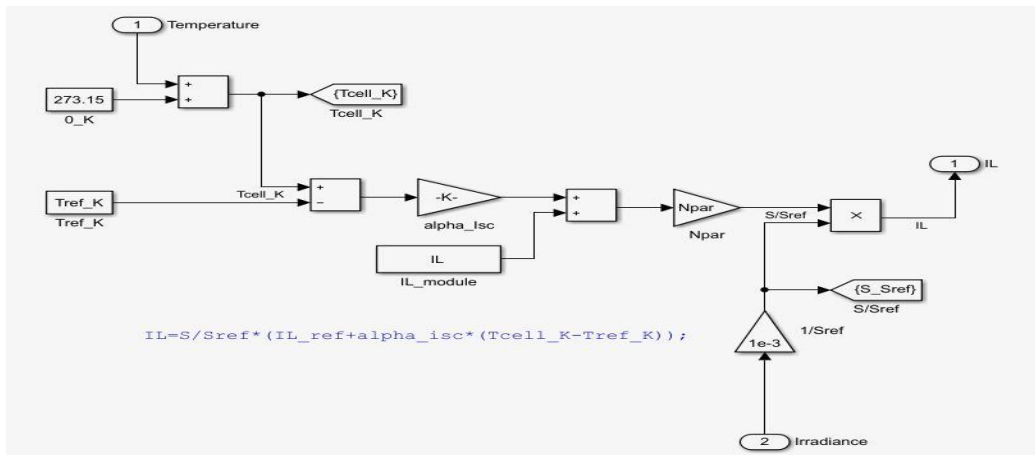 1 Temperature
+
273.15 +
0_K
{Tcell_K}
Tcell_K
Tcell_K
+
Tref_K −
Tref_K
-K-
alpha_Isc
+
+
IL
IL_module
Npar
Npar
S/Sref
×
IL
1 IL
{S_Sref}
S/Sref
1/Sref
1e-3
IL=S/Sref*(IL_ref+alpha_isc*(Tcell_K-Tref_K));
2 Irradiance